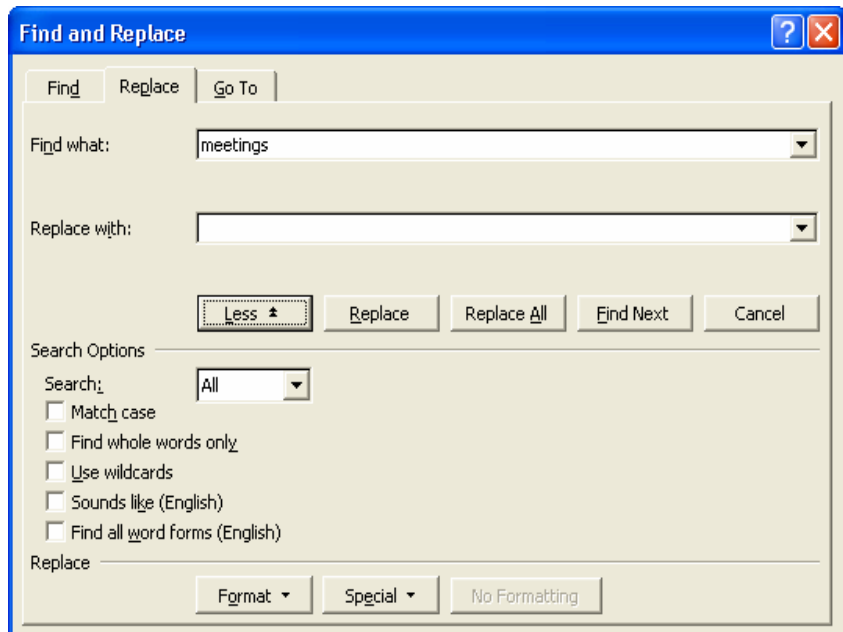 Find and Replace ?
Find Replace Go To
Find what: meetings
Replace with:
Less Replace Replace All Find Next Cancel
Search Options
Search: All
Match case
Find whole words only
Use wildcards
Sounds like (English)
Find all word forms (English)
Replace
Format Special No Formatting